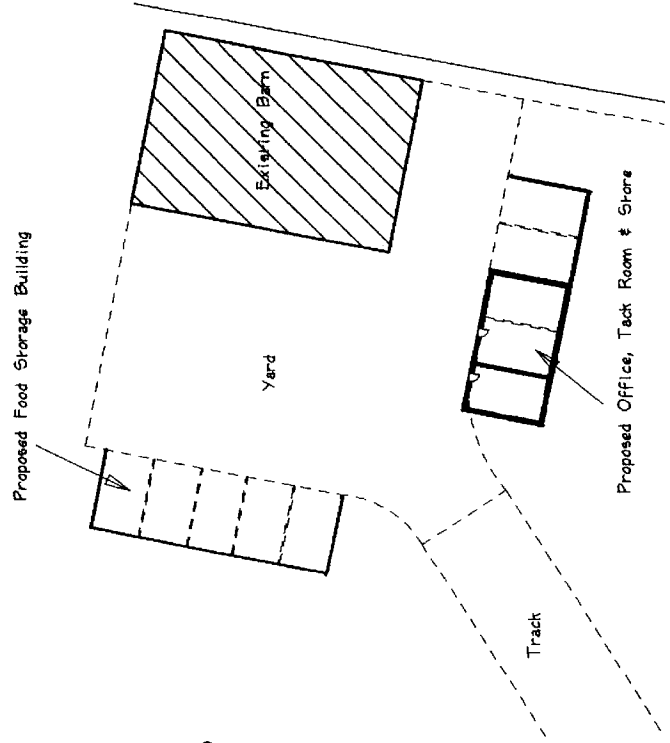 Proposed Food Storage Building
Existing Barn
Yard
Proposed Office, Tack Room & Store
Track